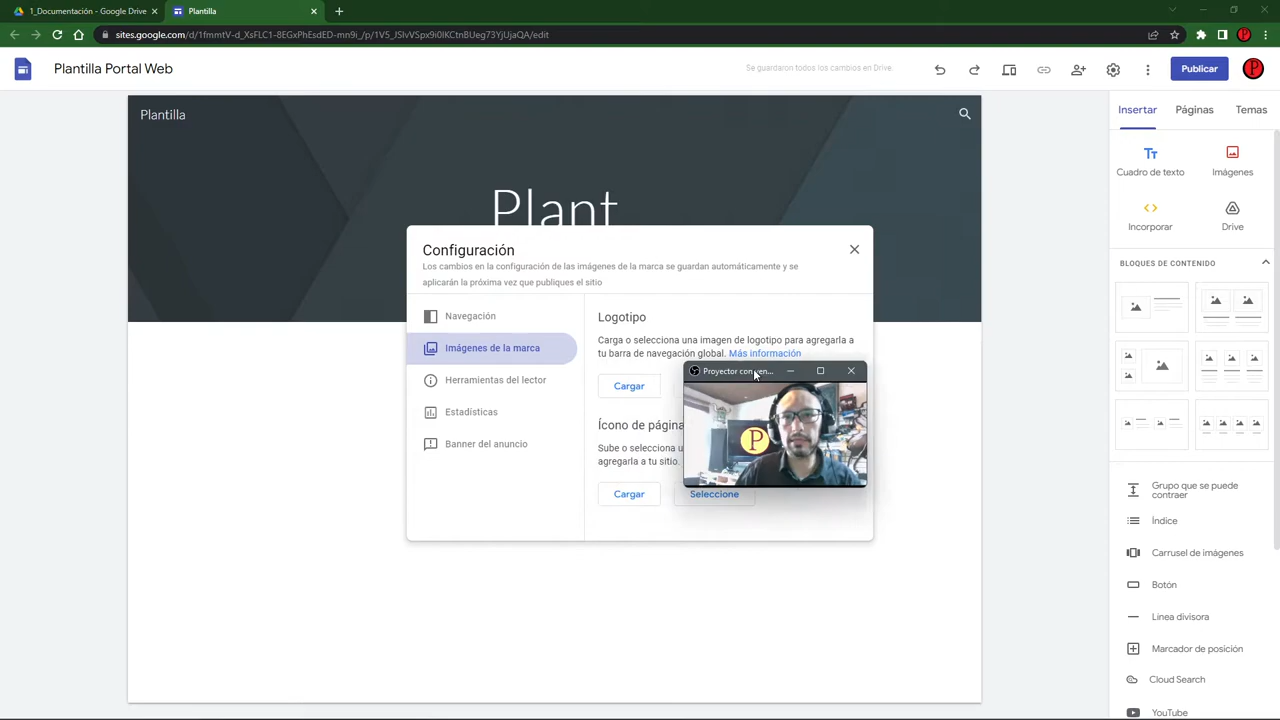 1_Documentación - Google Drive
Plantilla
sites.google.com/d/1fmmtV-d_XsFLC1-8EGxPhEsdED-mn9i_/p/1V5_JSlvVSpx9i0IKCtnBUeg73YjUjaQA/edit
Plantilla Portal Web
Se guardaron todos los cambios en Drive.
Publicar
Plantilla
Plant
Configuración
Los cambios en la configuración de las imágenes de la marca se guardan automáticamente y se
aplicarán la próxima vez que publiques el sitio
Navegación
Imágenes de la marca
Herramientas del lector
Estadísticas
Banner del anuncio
Logotipo
Carga o selecciona una imagen de logotipo para agregarla a
tu barra de navegación global. Más información
Cargar
Ícono de página
Sube o selecciona
agregarla a tu sitio.
Cargar
Seleccione
Proyector con ven...
P
Insertar
Páginas
Temas
Cuadro de texto
Imágenes
Incorporar
Drive
BLOQUES DE CONTENIDO
Grupo que se puede
contraer
Índice
Carrusel de imágenes
Botón
Línea divisora
Marcador de posición
Cloud Search
YouTube